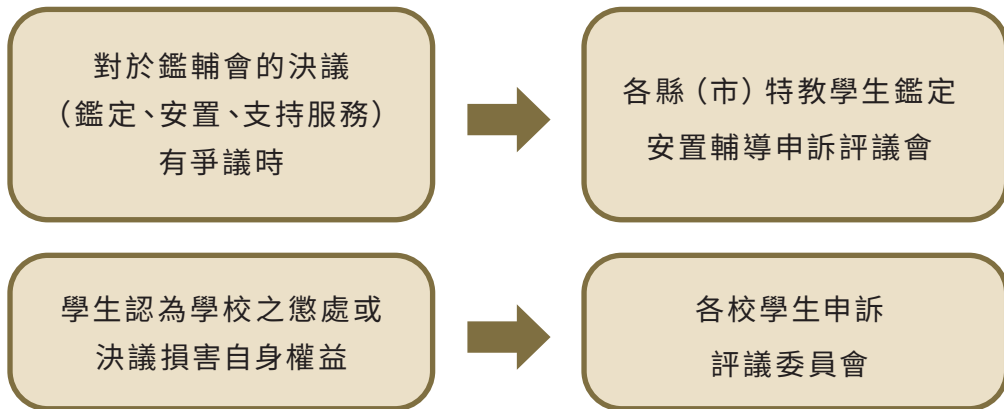 對於鑑輔會的決議
（鑑定、安置、支持服務）
有爭議時
各縣（市）特教學生鑑定
安置輔導申訴評議會
學生認為學校之懲處或
決議損害自身權益
各校學生申訴
評議委員會